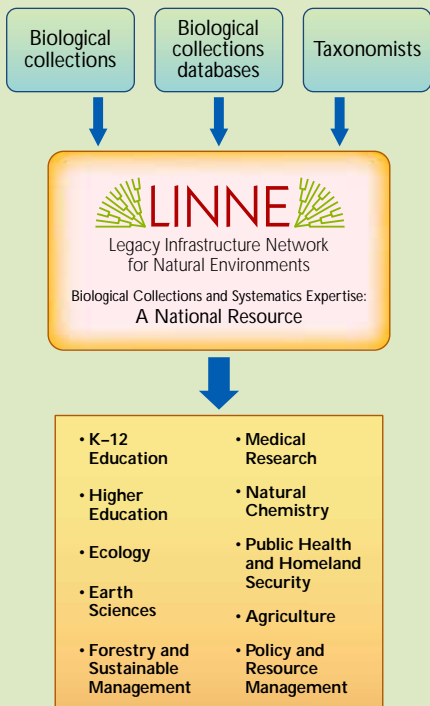 Biological
collections
Biological
collections
databases
Taxonomists
LINNE
Legacy Infrastructure Network
for Natural Environments
Biological Collections and Systematics Expertise:
A National Resource
• K–12
Education
• Higher
Education
• Ecology
• Earth
Sciences
• Forestry and
Sustainable
Management
• Medical
Research
• Natural
Chemistry
• Public Health
and Homeland
Security
• Agriculture
• Policy and
Resource
Management